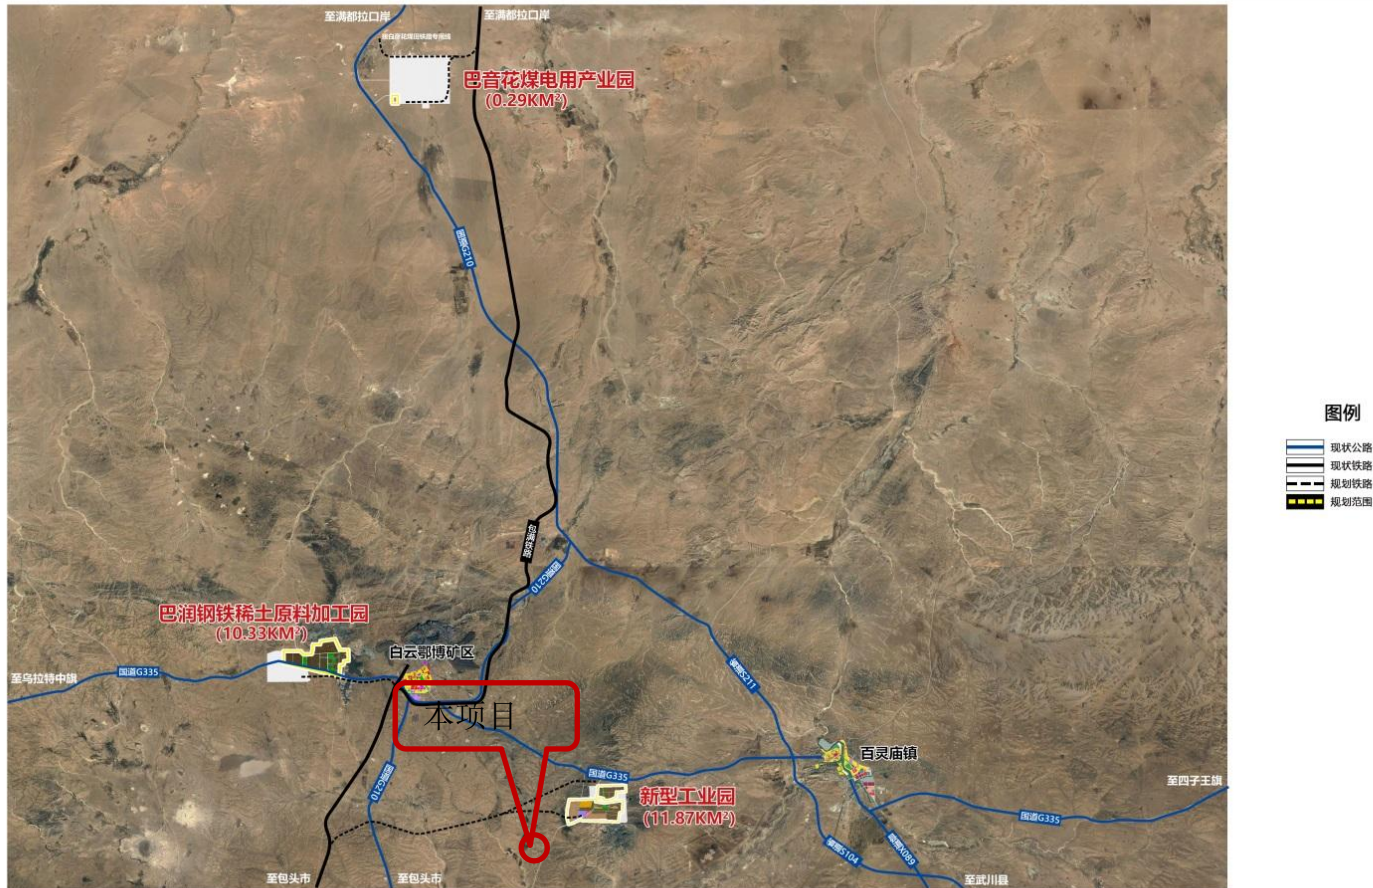 至满都拉口岸
至满都拉口岸
巴音花煤电用产业园
(0.29KM²)
国道G210
图例
现状公路
现状铁路
规划铁路
规划范围
包满铁路
国道G210
巴润钢铁稀土原料加工园
(10.33KM²)
白云鄂博矿区
国道G335
至乌拉特中旗
省道S211
本项目
百灵庙镇
国道G335
至四子王旗
国道G210
新型工业园
(11.87KM²)
国道G335
省道S104
县道X089
至包头市
至包头市
至武川县